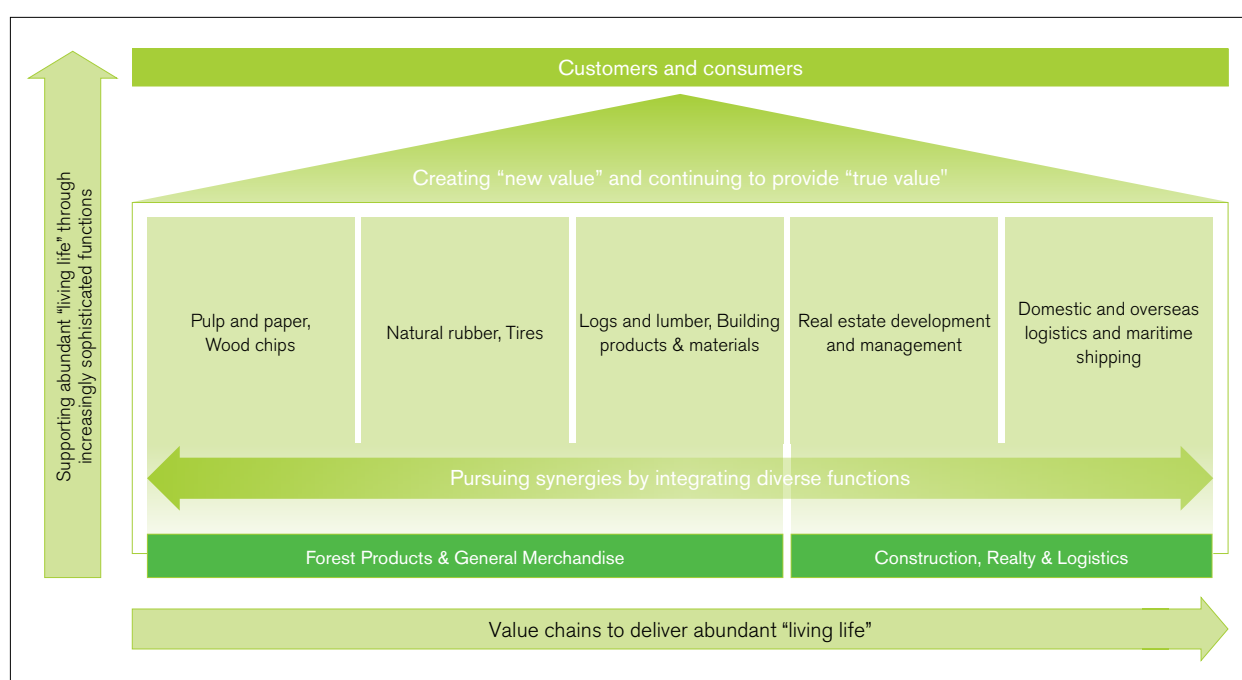 Customers and consumers
Creating “new value” and continuing to provide “true value”
Supporting abundant “living life” through
increasingly sophisticated functions
Pulp and paper,
Wood chips
Natural rubber, Tires
Logs and lumber, Building
products & materials
Real estate development
and management
Domestic and overseas
logistics and maritime
shipping
Pursuing synergies by integrating diverse functions
Forest Products & General Merchandise
Construction, Realty & Logistics
Value chains to deliver abundant “living life”